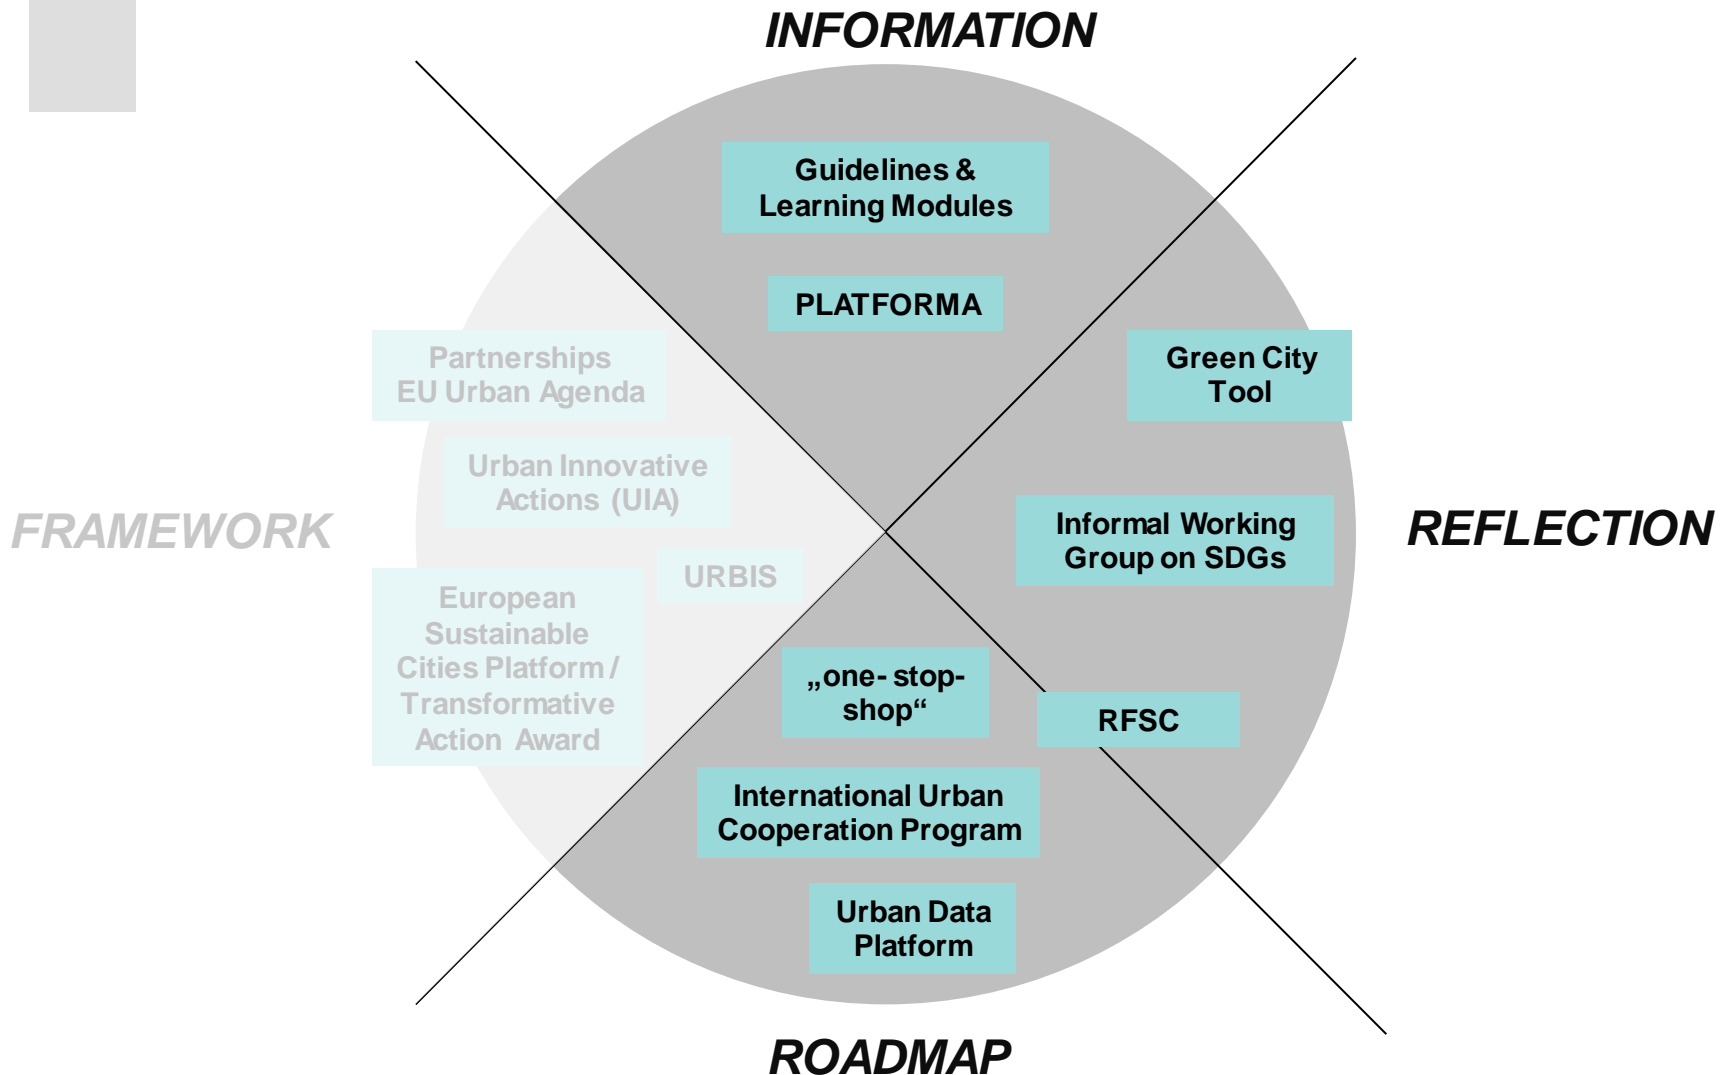 INFORMATION
Guidelines &
Learning Modules
PLATFORMA
Partnerships
EU Urban Agenda
Green City
Tool
Urban Innovative
Actions (UIA)
FRAMEWORK
Informal Working
Group on SDGs
REFLECTION
URBIS
European
Sustainable
Cities Platform /
Transformative
Action Award
„one- stop-
shop“
RFSC
International Urban
Cooperation Program
Urban Data
Platform
ROADMAP